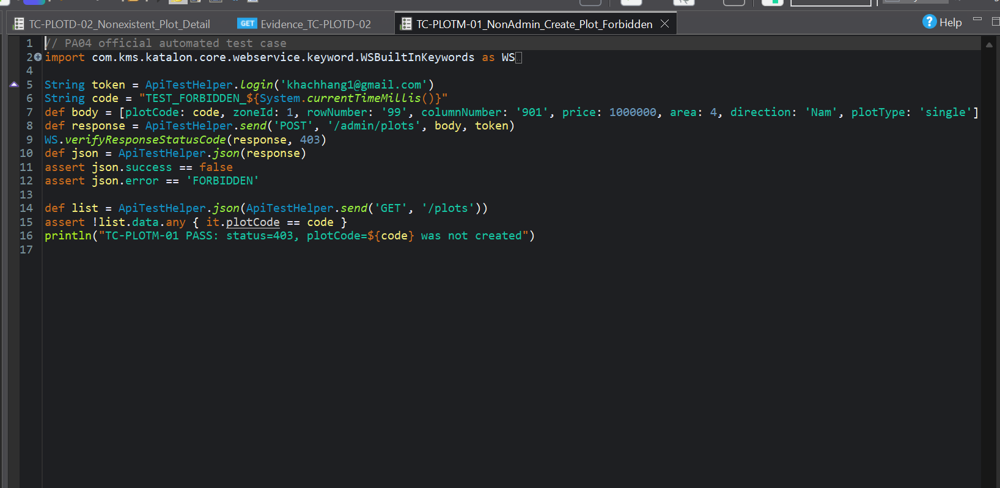 TC-PLOTD-02_Nonexistent_Plot_Detail GET Evidence_TC-PLOTD-02 TC-PLOTM-01_NonAdmin_Create_Plot_Forbidden Help
1 // PA04 official automated test case
2 import com.kms.katalon.core.webservice.keyword.WSBuiltInKeywords as WS
4
5 String token = ApiTestHelper.login('khachhang1@gmail.com')
6 String code = "TEST_FORBIDDEN_${System.currentTimeMillis()}"
7 def body = [plotCode: code, zoneId: 1, rowNumber: '99', columnNumber: '901', price: 1000000, area: 4, direction: 'Nam', plotType: 'single']
8 def response = ApiTestHelper.send('POST', '/admin/plots', body, token)
9 WS.verifyResponseStatusCode(response, 403)
10 def json = ApiTestHelper.json(response)
11 assert json.success == false
12 assert json.error == 'FORBIDDEN'
13
14 def list = ApiTestHelper.json(ApiTestHelper.send('GET', '/plots'))
15 assert !list.data.any { it.plotCode == code }
16 println("TC-PLOTM-01 PASS: status=403, plotCode=${code} was not created")
17